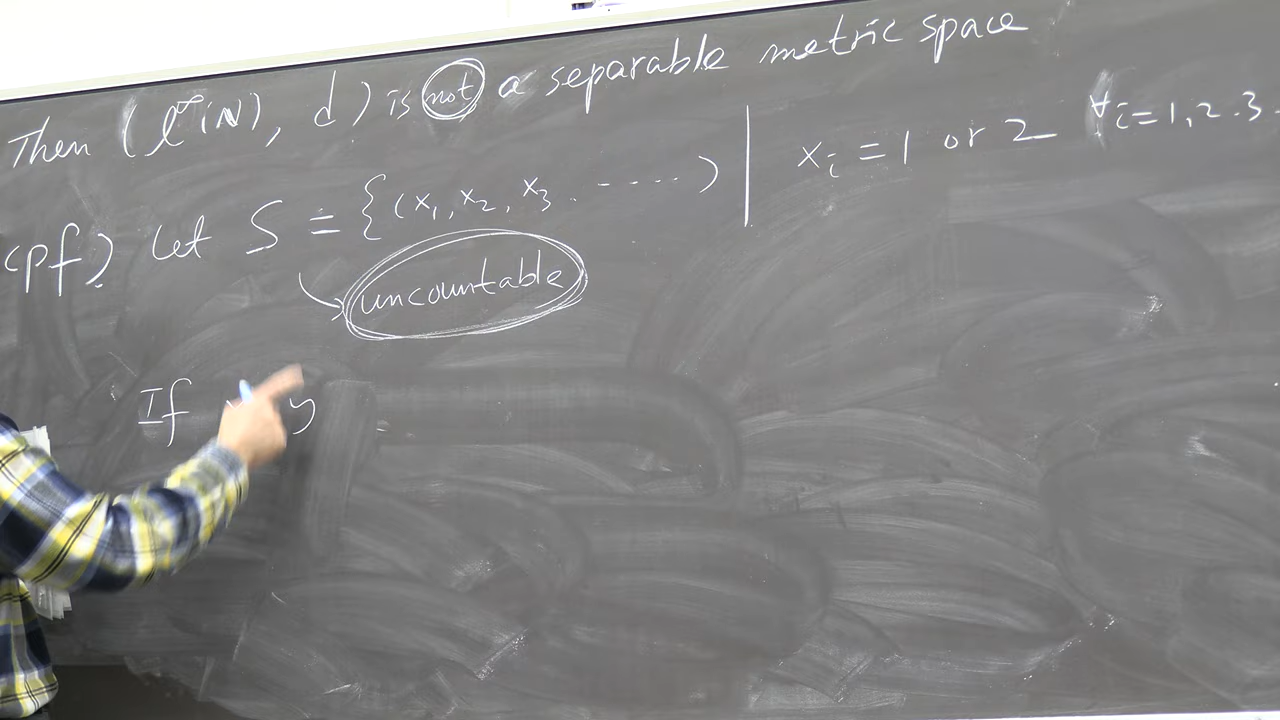 Then (ℓ^∞(N), d) is not a separable metric space
(pf) Let S = {(x₁, x₂, x₃. .....) | xᵢ = 1 or 2 ∀i = 1, 2. 3.
uncountable
If y